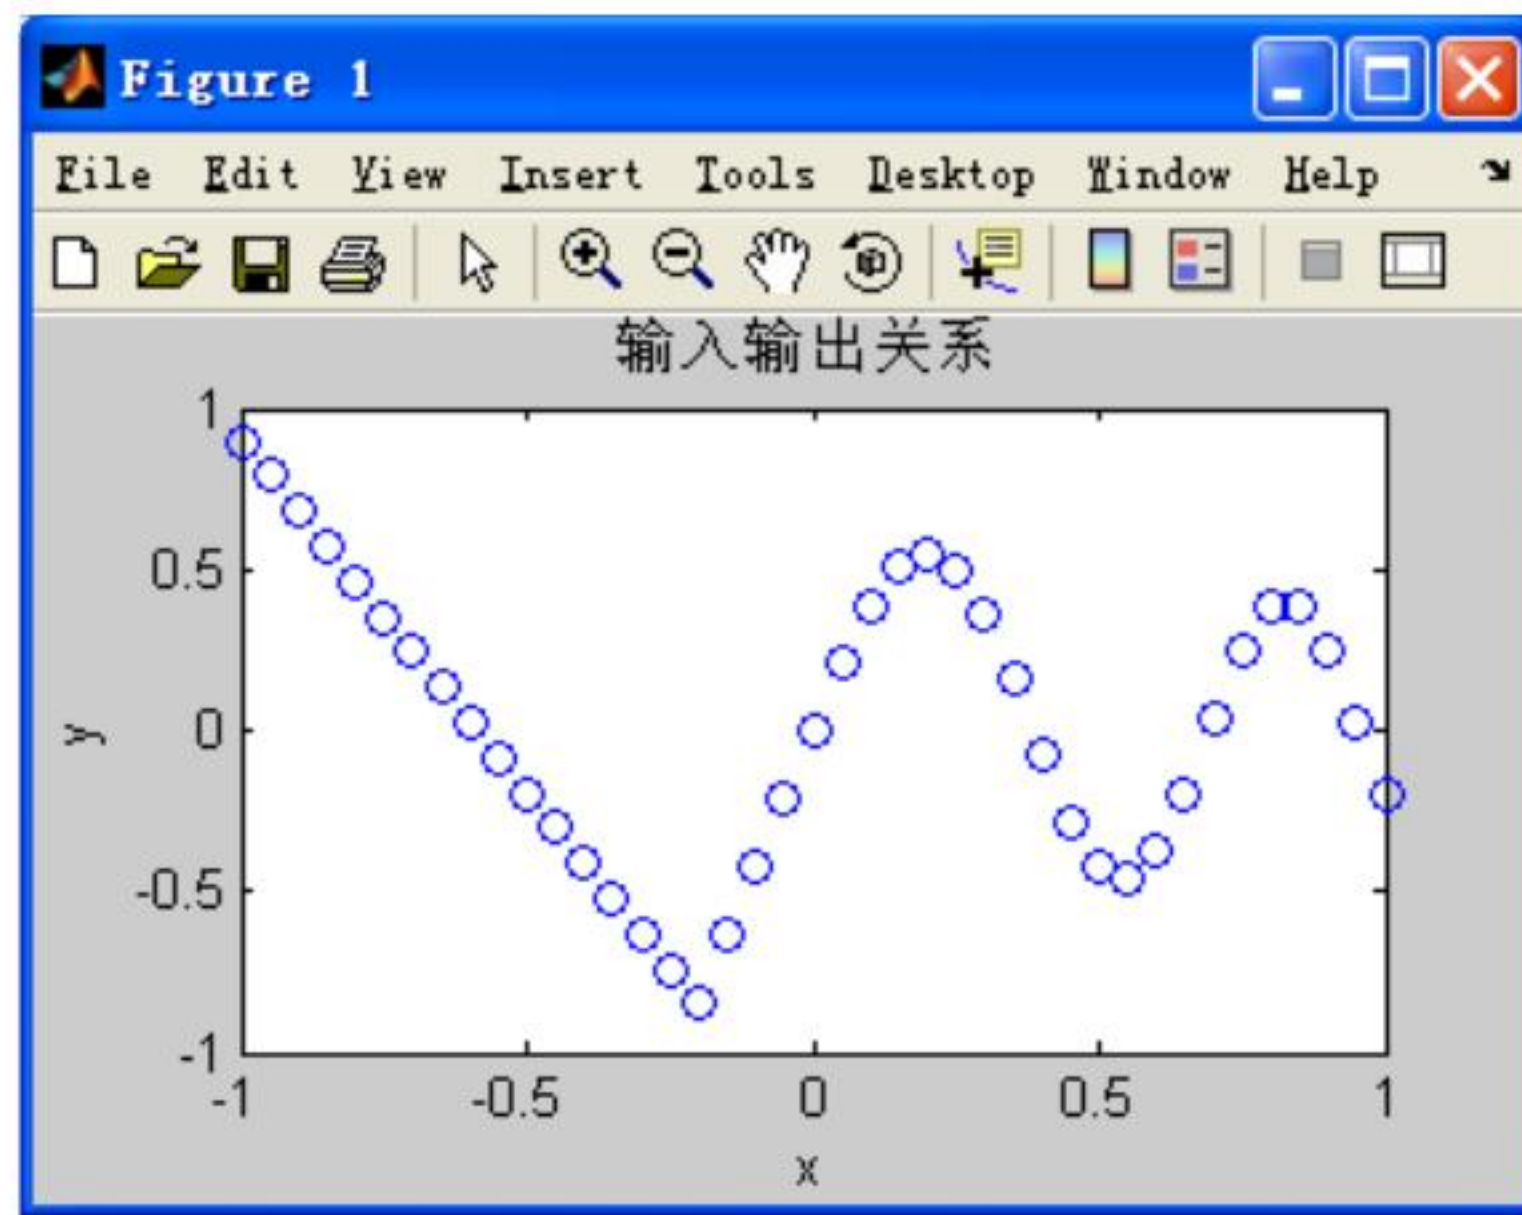 Figure 1
File Edit View Insert Tools Desktop Window Help
输入输出关系
1
0.5
0
-0.5
-1
y
-1 -0.5 0 0.5 1
x